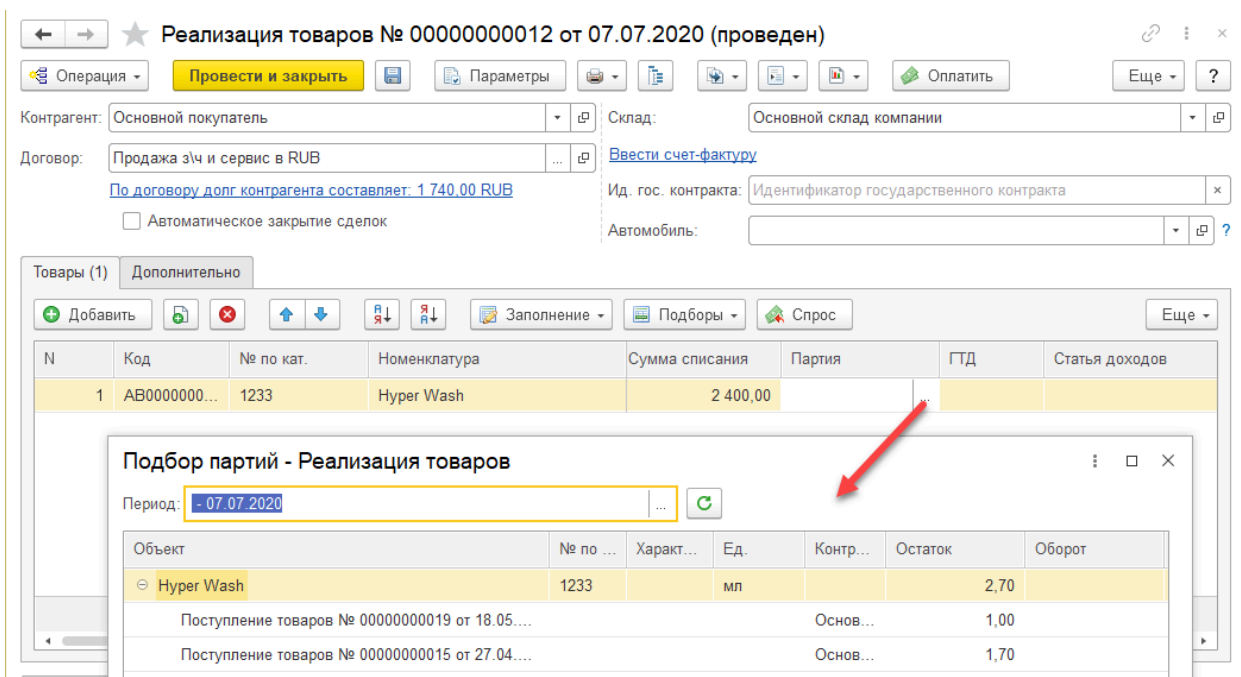 Реализация товаров № 00000000012 от 07.07.2020 (проведен)
Операция Провести и закрыть Параметры Оплатить Еще ?
Контрагент: Основной покупатель Склад: Основной склад компании
Договор: Продажа з\ч и сервис в RUB ... Ввести счет-фактуру
По договору долг контрагента составляет: 1 740,00 RUB Ид. гос. контракта: Идентификатор государственного контракта
Автоматическое закрытие сделок Автомобиль: ?
Товары (1) Дополнительно
Добавить Заполнение Подборы Спрос Еще
N Код № по кат. Номенклатура Сумма списания Партия ГТД Статья доходов
1 AB0000000... 1233 Hyper Wash 2 400,00 ...
Подбор партий - Реализация товаров
Период: - 07.07.2020 ...
Объект № по ... Характ... Ед. Контр... Остаток Оборот
Hyper Wash 1233 мл 2,70
Поступление товаров № 00000000019 от 18.05.... Основ... 1,00
Поступление товаров № 00000000015 от 27.04.... Основ... 1,70